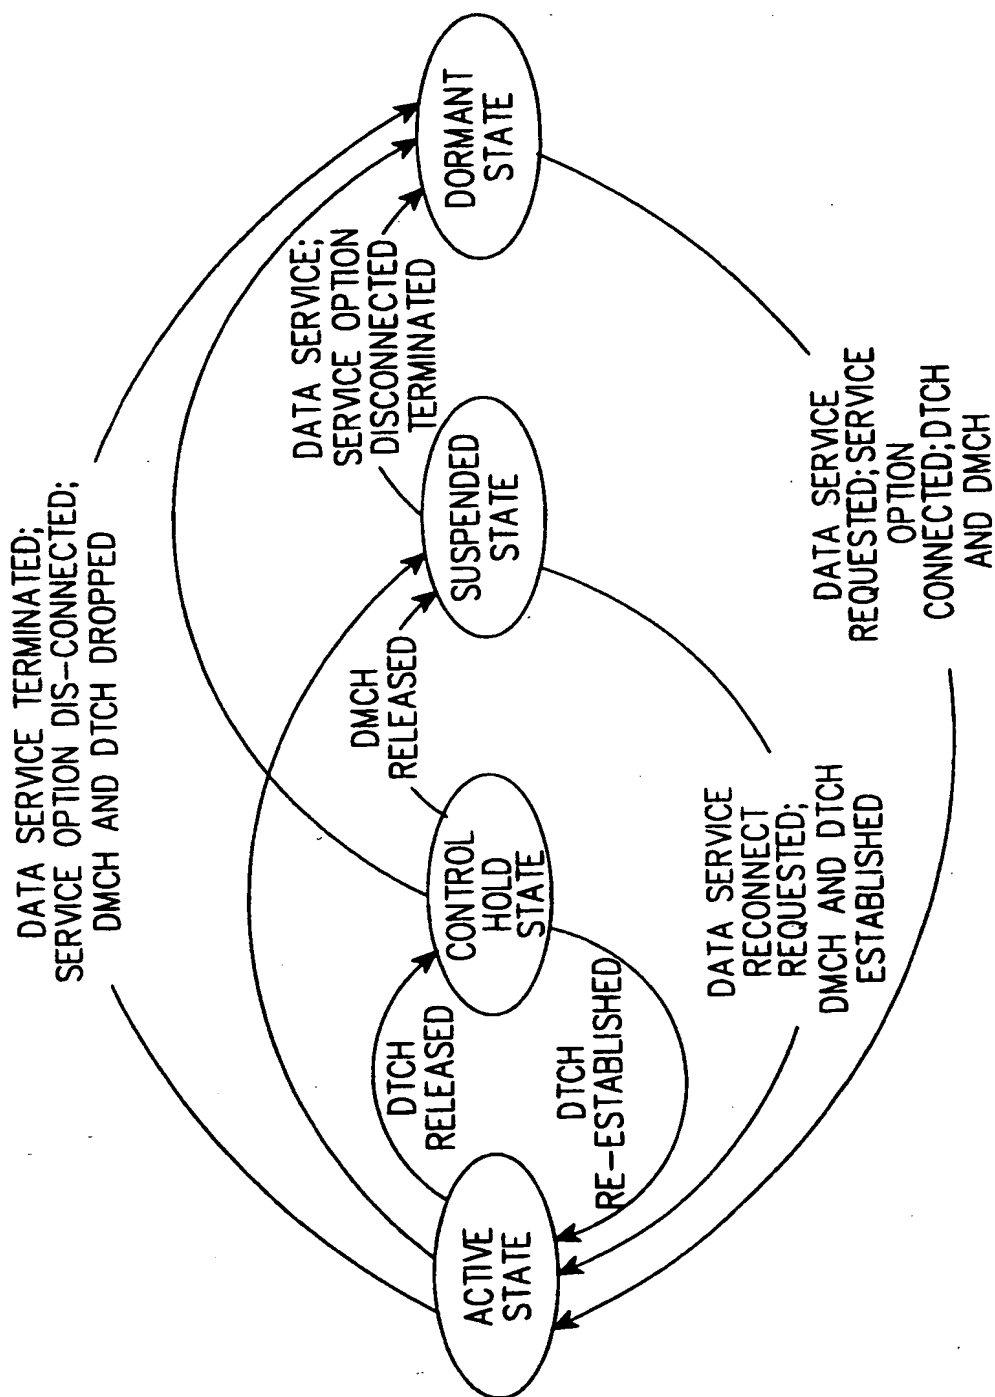 DATA SERVICE TERMINATED;
SERVICE OPTION DIS-CONNECTED;
DMCH AND DTCH DROPPED
DATA SERVICE;
SERVICE OPTION
DISCONNECTED
TERMINATED
DMCH
RELEASED
DTCH
RELEASED
ACTIVE
STATE
CONTROL
HOLD
STATE
SUSPENDED
STATE
DORMANT
STATE
DTCH
RE-ESTABLISHED
DATA SERVICE
RECONNECT
REQUESTED;
DMCH AND DTCH
ESTABLISHED
DATA SERVICE
REQUESTED;SERVICE
OPTION
CONNECTED;DTCH
AND DMCH